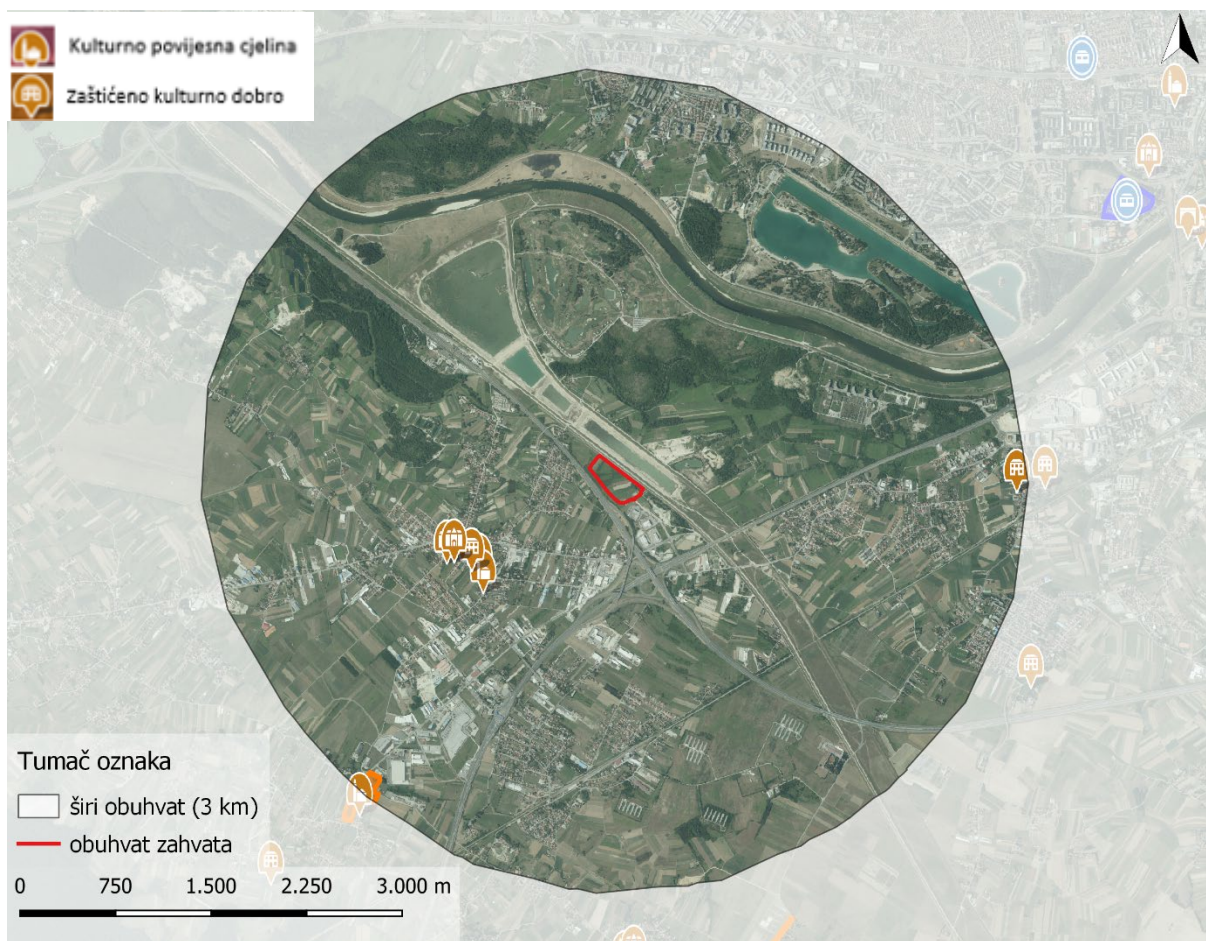 Kulturno povijesna cjelina
Zaštićeno kulturno dobro
Tumač oznaka
širi obuhvat (3 km)
obuhvat zahvata
0 750 1.500 2.250 3.000 m